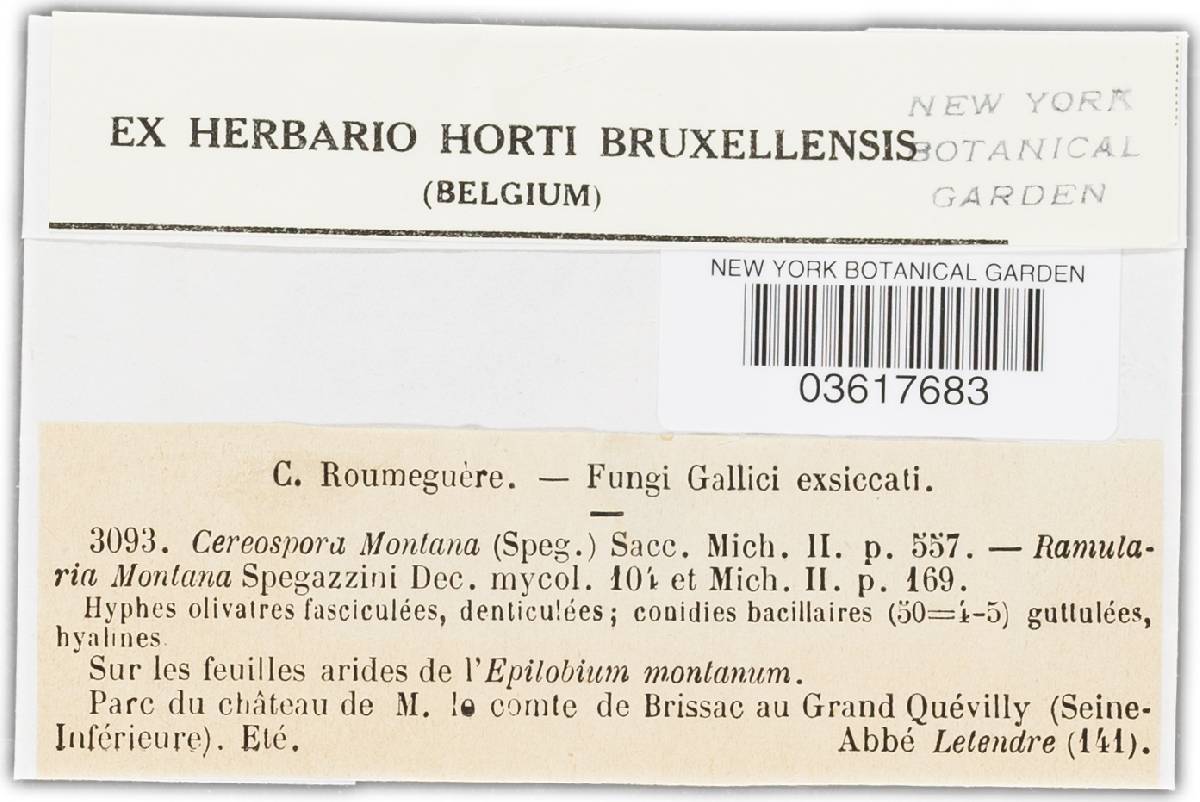 EX HERBARIO HORTI BRUXELLENSIS
(BELGIUM)
NEW YORK
BOTANICAL
GARDEN
NEW YORK BOTANICAL GARDEN
03617683
C. Roumeguère. — Fungi Gallici exsiccati.
3093. Cereospora Montana (Speg.) Sacc. Mich. II. p. 557. — Ramula-
ria Montana Spegazzini Dec. mycol. 104 et Mich. II. p. 169.
Hyphes olivatres fasciculées, denticulées; conidies bacillaires (50=4-5) guttulées,
hyalines.
Sur les feuilles arides de l'Epilobium montanum.
Parc du château de M. le comte de Brissac au Grand Quévilly (Seine-
Inférieure). Eté.
Abbé Letendre (141).